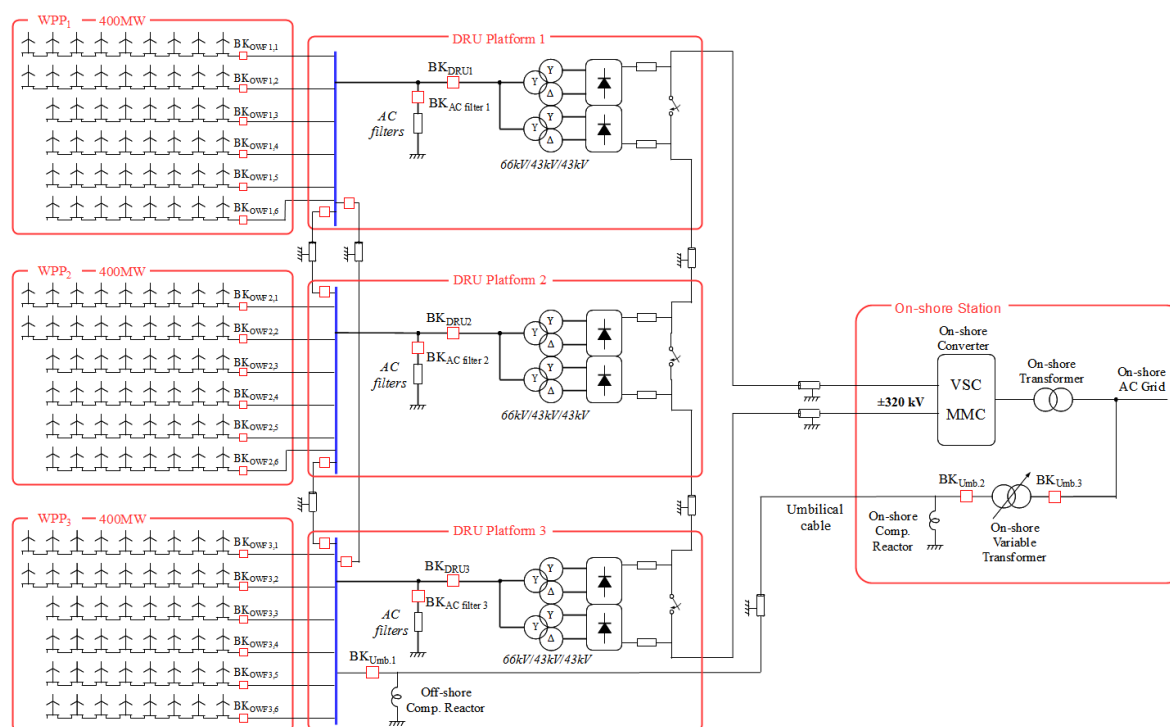 WPP1 — 400MW
BKOWF1,1
BKOWF1,2
BKOWF1,3
BKOWF1,4
BKOWF1,5
BKOWF1,6
DRU Platform 1
BKDRU1
BKAC filter 1
AC
filters
Y
Y
Δ
Y
Y
Δ
66kV/43kV/43kV
WPP2 — 400MW
BKOWF2,1
BKOWF2,2
BKOWF2,3
BKOWF2,4
BKOWF2,5
BKOWF2,6
DRU Platform 2
BKDRU2
BKAC filter 2
AC
filters
Y
Y
Δ
Y
Y
Δ
66kV/43kV/43kV
WPP3 — 400MW
BKOWF3,1
BKOWF3,2
BKOWF3,3
BKOWF3,4
BKOWF3,5
BKOWF3,6
DRU Platform 3
BKDRU3
BKAC filter 3
AC
filters
Y
Y
Δ
Y
Y
Δ
66kV/43kV/43kV
BKUmb.1
Off-shore
Comp. Reactor
Umbilical
cable
On-shore Station
On-shore
Converter
VSC
MMC
±320 kV
On-shore
Transformer
On-shore
AC Grid
BKUmb.2
BKUmb.3
On-shore
Comp.
Reactor
On-shore
Variable
Transformer